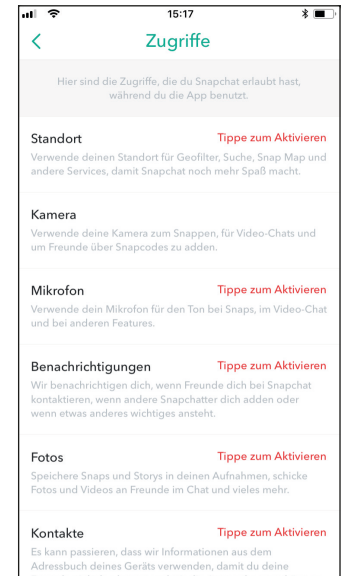 15:17
Zugriffe
Hier sind die Zugriffe, die du Snapchat erlaubt hast,
während du die App benutzt.
Standort Tippe zum Aktivieren
Verwende deinen Standort für Geofilter, Suche, Snap Map und
andere Services, damit Snapchat noch mehr Spaß macht.
Kamera
Verwende deine Kamera zum Snappen, für Video-Chats und
um Freunde über Snapcodes zu adden.
Mikrofon Tippe zum Aktivieren
Verwende dein Mikrofon für den Ton bei Snaps, im Video-Chat
und bei anderen Features.
Benachrichtigungen Tippe zum Aktivieren
Wir benachrichtigen dich, wenn Freunde dich bei Snapchat
kontaktieren, wenn andere Snapchatter dich adden oder
wenn etwas anderes wichtiges ansteht.
Fotos Tippe zum Aktivieren
Speichere Snaps und Storys in deinen Aufnahmen, schicke
Fotos und Videos an Freunde im Chat und vieles mehr.
Kontakte Tippe zum Aktivieren
Es kann passieren, dass wir Informationen aus dem
Adressbuch deines Geräts verwenden, damit du deine